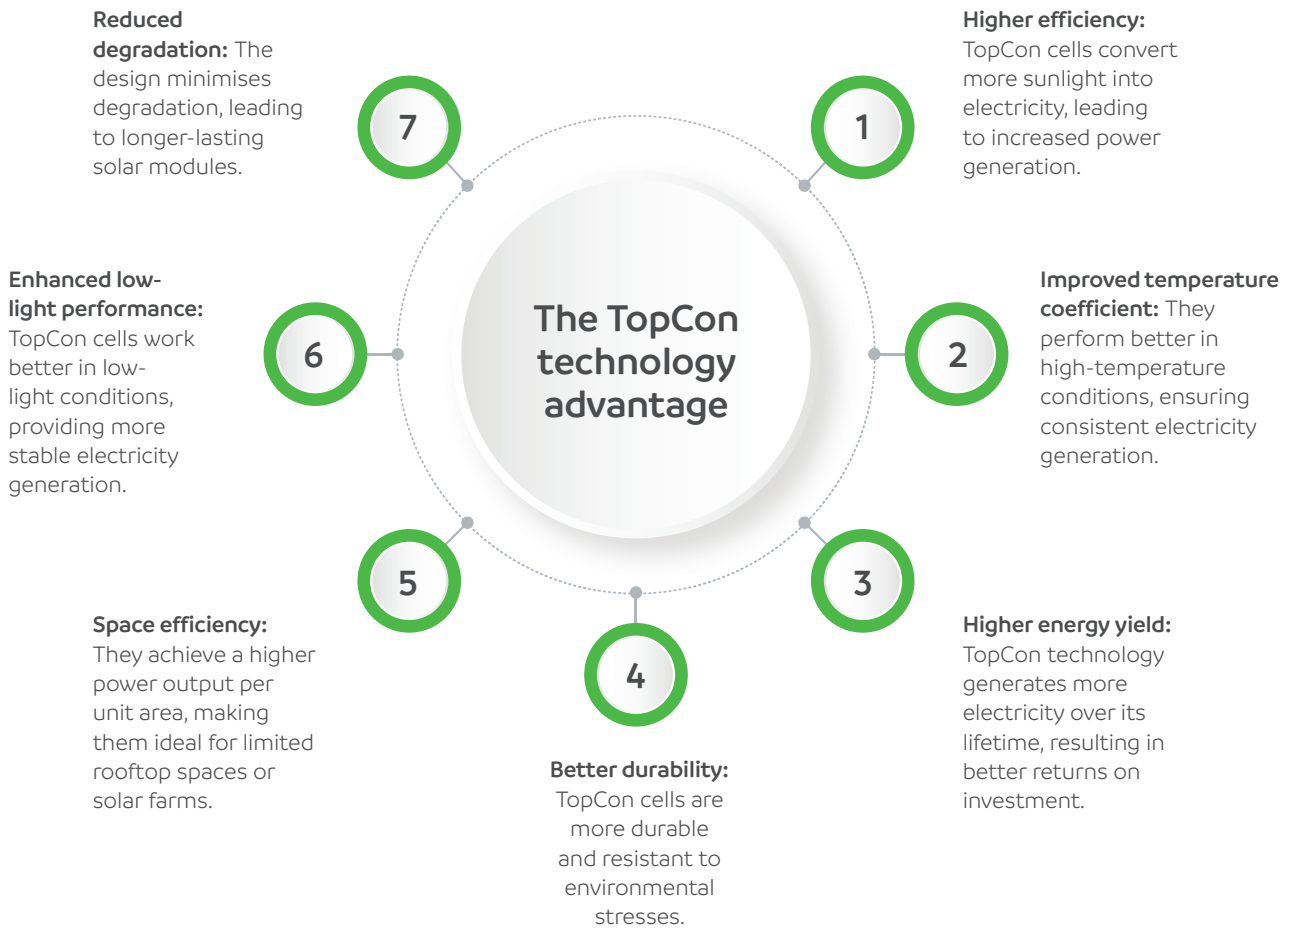 The TopCon
technology
advantage
1
Higher efficiency:
TopCon cells convert
more sunlight into
electricity, leading
to increased power
generation.
2
Improved temperature
coefficient: They
perform better in
high-temperature
conditions, ensuring
consistent electricity
generation.
3
Higher energy yield:
TopCon technology
generates more
electricity over its
lifetime, resulting in
better returns on
investment.
4
Better durability:
TopCon cells are
more durable
and resistant to
environmental
stresses.
5
Space efficiency:
They achieve a higher
power output per
unit area, making
them ideal for limited
rooftop spaces or
solar farms.
6
Enhanced low-
light performance:
TopCon cells work
better in low-
light conditions,
providing more
stable electricity
generation.
7
Reduced
degradation: The
design minimises
degradation, leading
to longer-lasting
solar modules.